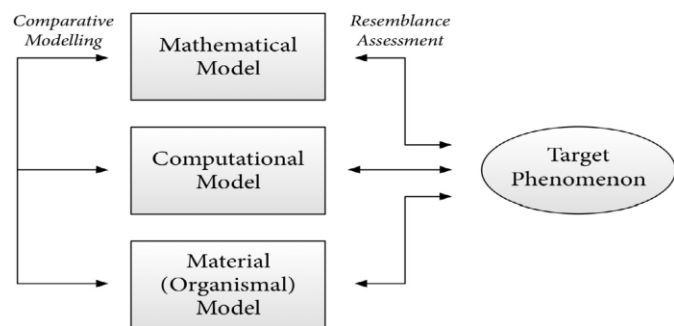 Comparative
Modelling
Resemblance
Assessment
Mathematical
Model
Computational
Model
Target
Phenomenon
Material
(Organismal)
Model